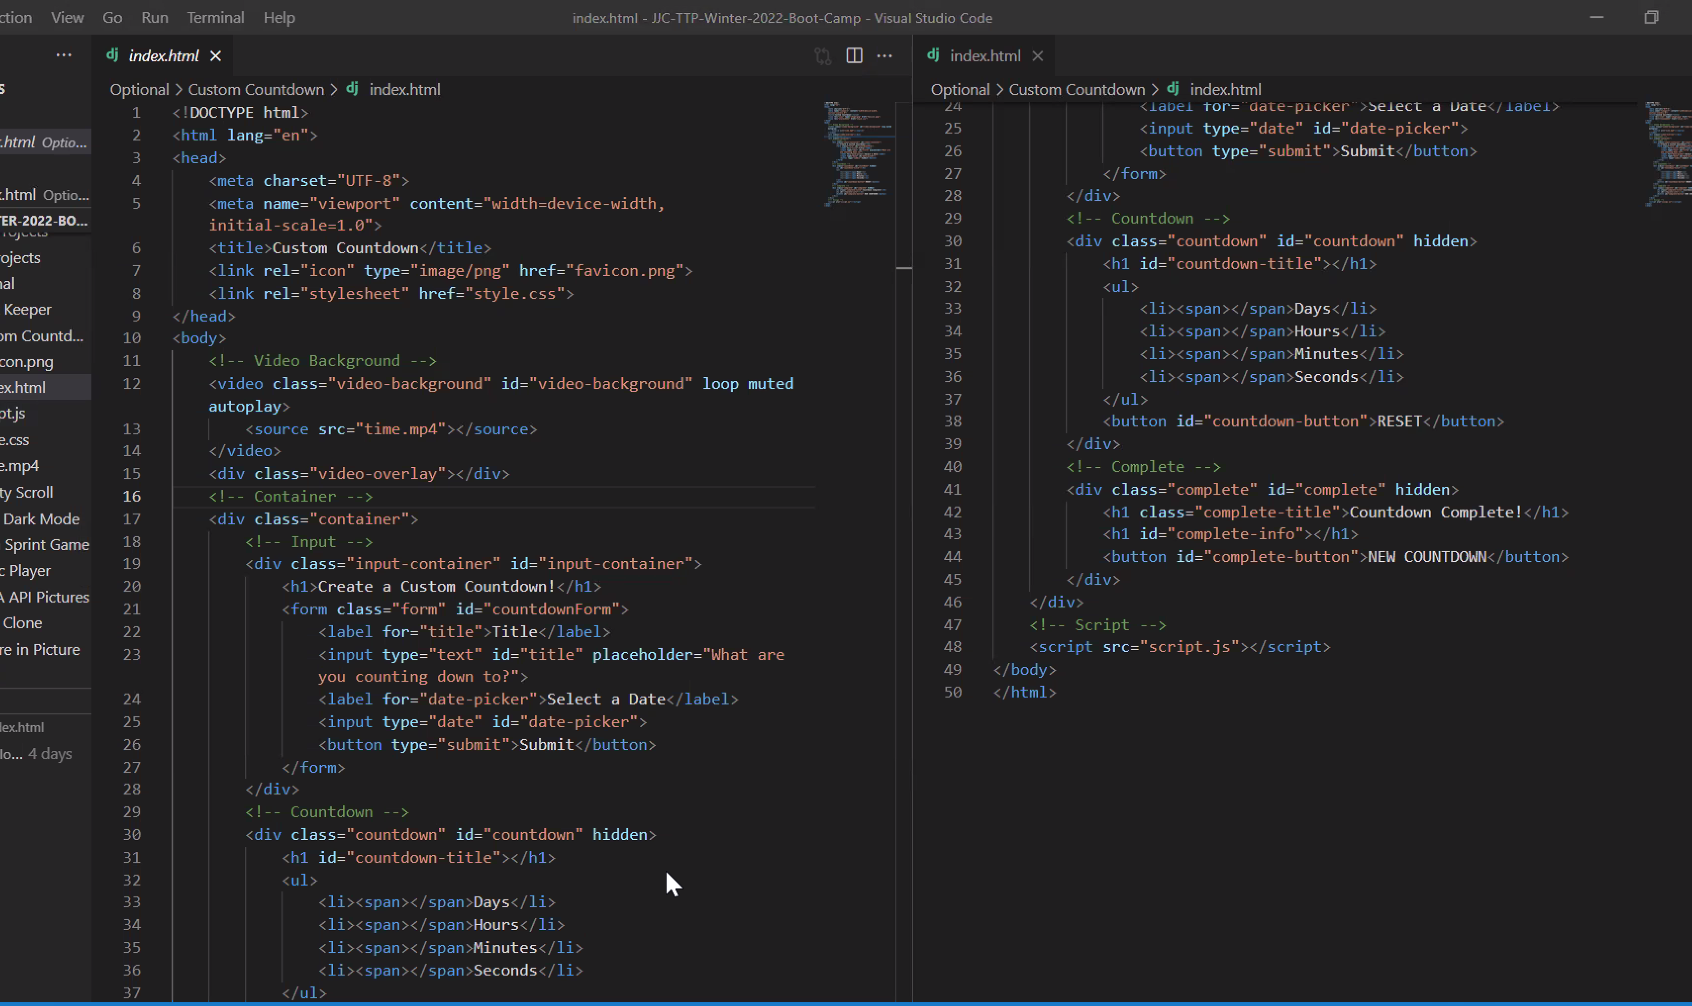 ction View Go Run Terminal Help index.html - JJC-TTP-Winter-2022-Boot-Camp - Visual Studio Code
··· dj index.html × ··· dj index.html ×
Optional > Custom Countdown > dj index.html
S
.html Optio...
.html Optio...
TER-2022-BO...
rojects
rojects
nal
Keeper
om Countd...
con.png
ex.html
pt.js
e.css
e.mp4
ty Scroll
Dark Mode
Sprint Game
ic Player
A API Pictures
Clone
re in Picture
dex.html
lo... 4 days
1 <!DOCTYPE html>
2 <html lang="en">
3 <head>
4 <meta charset="UTF-8">
5 <meta name="viewport" content="width=device-width,
initial-scale=1.0">
6 <title>Custom Countdown</title>
7 <link rel="icon" type="image/png" href="favicon.png">
8 <link rel="stylesheet" href="style.css">
9 </head>
10 <body>
11 <!-- Video Background -->
12 <video class="video-background" id="video-background" loop muted
autoplay>
13 <source src="time.mp4"></source>
14 </video>
15 <div class="video-overlay"></div>
16 <!-- Container -->
17 <div class="container">
18 <!-- Input -->
19 <div class="input-container" id="input-container">
20 <h1>Create a Custom Countdown!</h1>
21 <form class="form" id="countdownForm">
22 <label for="title">Title</label>
23 <input type="text" id="title" placeholder="What are
you counting down to?">
24 <label for="date-picker">Select a Date</label>
25 <input type="date" id="date-picker">
26 <button type="submit">Submit</button>
27 </form>
28 </div>
29 <!-- Countdown -->
30 <div class="countdown" id="countdown" hidden>
31 <h1 id="countdown-title"></h1>
32 <ul>
33 <li><span></span>Days</li>
34 <li><span></span>Hours</li>
35 <li><span></span>Minutes</li>
36 <li><span></span>Seconds</li>
37 </ul>
Optional > Custom Countdown > dj index.html
24 <label for="date-picker">Select a Date</label>
25 <input type="date" id="date-picker">
26 <button type="submit">Submit</button>
27 </form>
28 </div>
29 <!-- Countdown -->
30 <div class="countdown" id="countdown" hidden>
31 <h1 id="countdown-title"></h1>
32 <ul>
33 <li><span></span>Days</li>
34 <li><span></span>Hours</li>
35 <li><span></span>Minutes</li>
36 <li><span></span>Seconds</li>
37 </ul>
38 <button id="countdown-button">RESET</button>
39 </div>
40 <!-- Complete -->
41 <div class="complete" id="complete" hidden>
42 <h1 class="complete-title">Countdown Complete!</h1>
43 <h1 id="complete-info"></h1>
44 <button id="complete-button">NEW COUNTDOWN</button>
45 </div>
46 </div>
47 <!-- Script -->
48 <script src="script.js"></script>
49 </body>
50 </html>